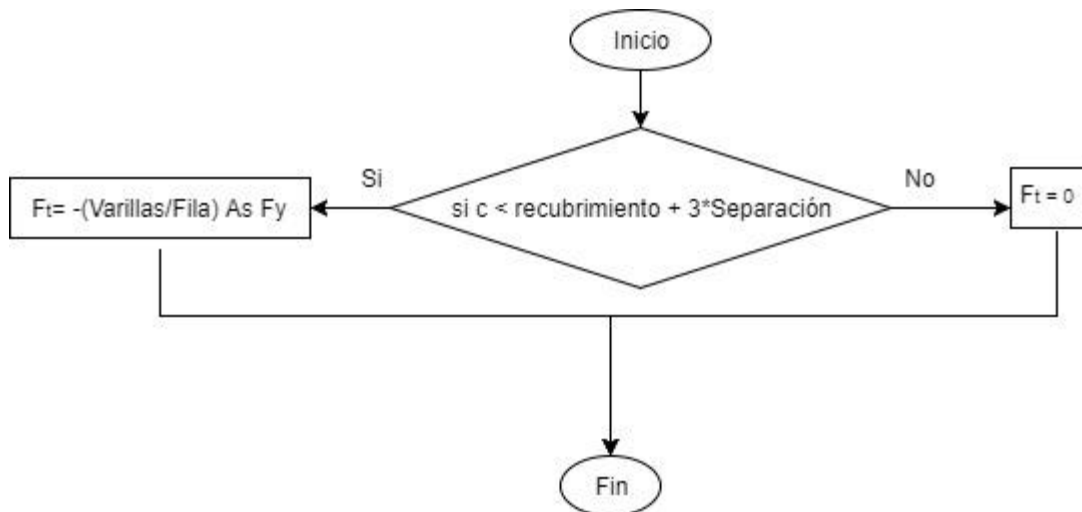 Inicio
Si
No
Ft= -(Varillas/Fila) As Fy
si c < recubrimiento + 3*Separación
Ft = 0
Fin